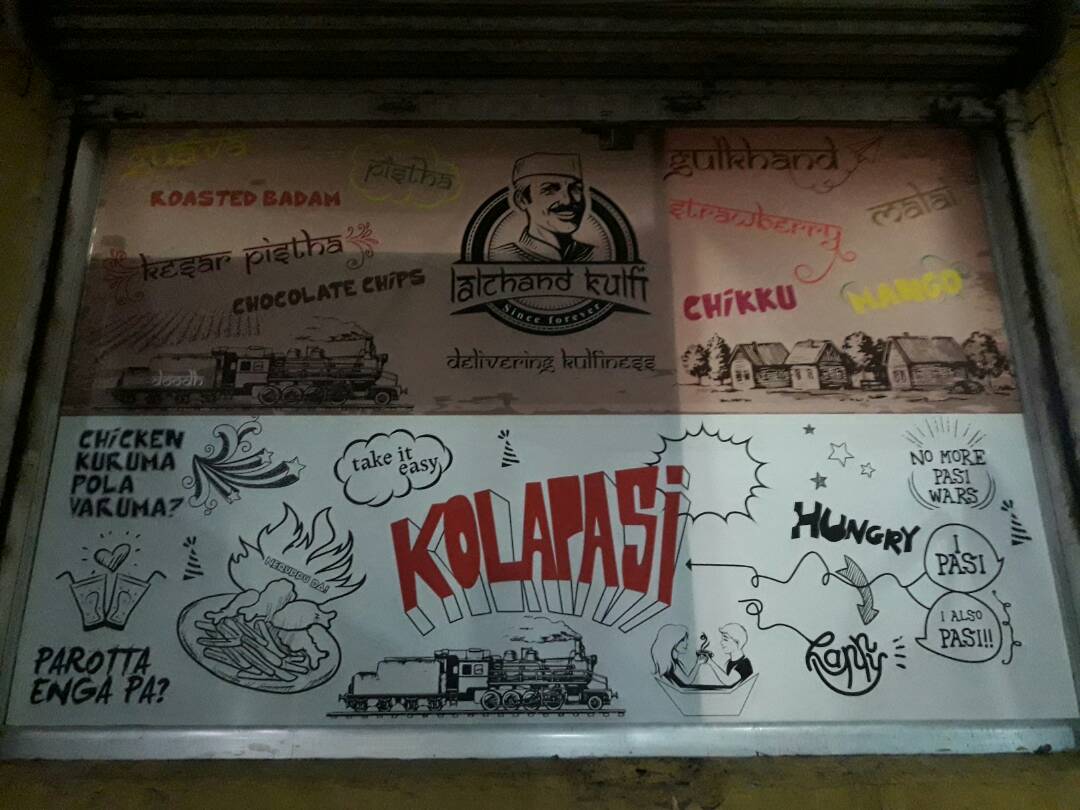 guava
pistha
ROASTED BADAM
kesar pistha
CHOCOLATE CHIPS
doodh
lalchand kulfi
Since forever
delivering kulfiness
gulkhand
malai
strawberry
CHIKKU
MANGO
CHICKEN
KURUMA
POLA
VARUMA?
take it
easy
KOLAPASi
NERUPPU DA!
PAROTTA
ENGA PA?
NO MORE
PASI
WARS
HUNGRY
I
PASI
I ALSO
PASI!!